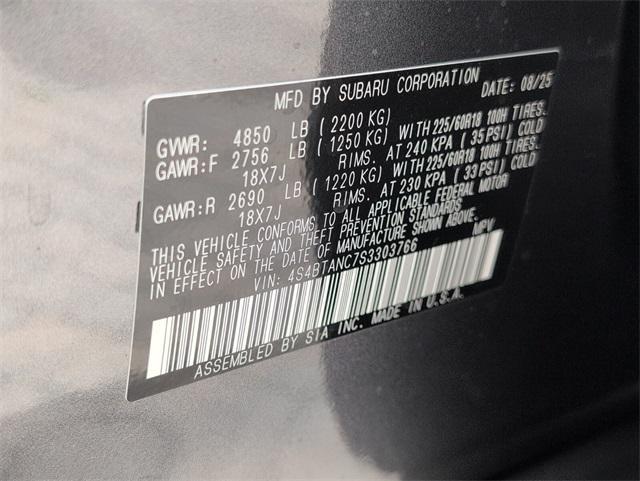 MFD BY SUBARU CORPORATION DATE: 08/25
GVWR: 4850 LB ( 2200 KG)
GAWR:F 2756 LB ( 1250 KG) WITH 225/60R18 100H TIRES.
18X7J RIMS. AT 240 KPA ( 35 PSI) COLD
GAWR:R 2690 LB ( 1220 KG) WITH 225/60R18 100H TIRES.
18X7J RIMS. AT 230 KPA ( 33 PSI) COLD
THIS VEHICLE CONFORMS TO ALL APPLICABLE FEDERAL MOTOR
VEHICLE SAFETY AND THEFT PREVENTION STANDARDS
IN EFFECT ON THE DATE OF MANUFACTURE SHOWN ABOVE.
VIN: 4S4BTANC7S3303766 MPV
ASSEMBLED BY SIA INC. MADE IN U.S.A.